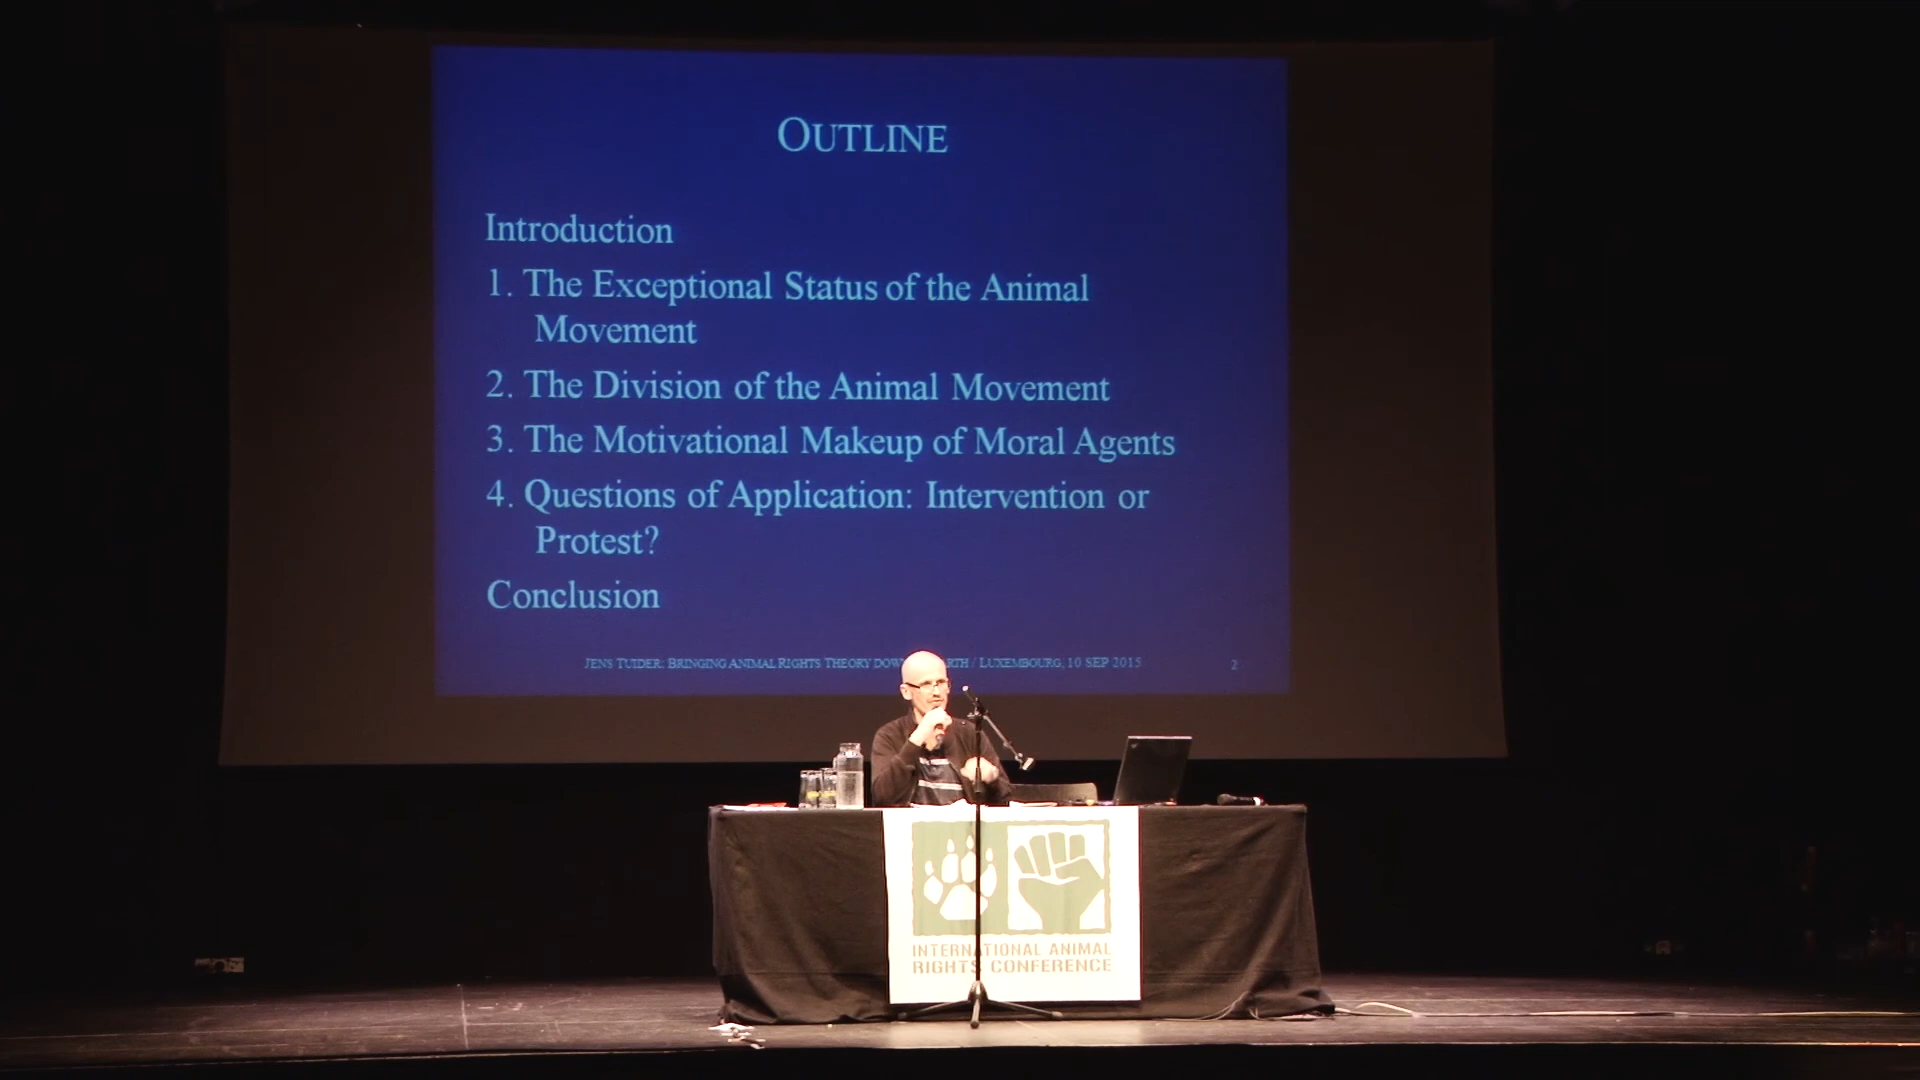 OUTLINE
Introduction
1. The Exceptional Status of the Animal
Movement
2. The Division of the Animal Movement
3. The Motivational Makeup of Moral Agents
4. Questions of Application: Intervention or
Protest?
Conclusion
JENS TUIDER: BRINGING ANIMAL RIGHTS THEORY / LUXEMBOURG, 10 SEP 2015
2
INTERNATIONAL ANIMAL
RIGHTS CONFERENCE